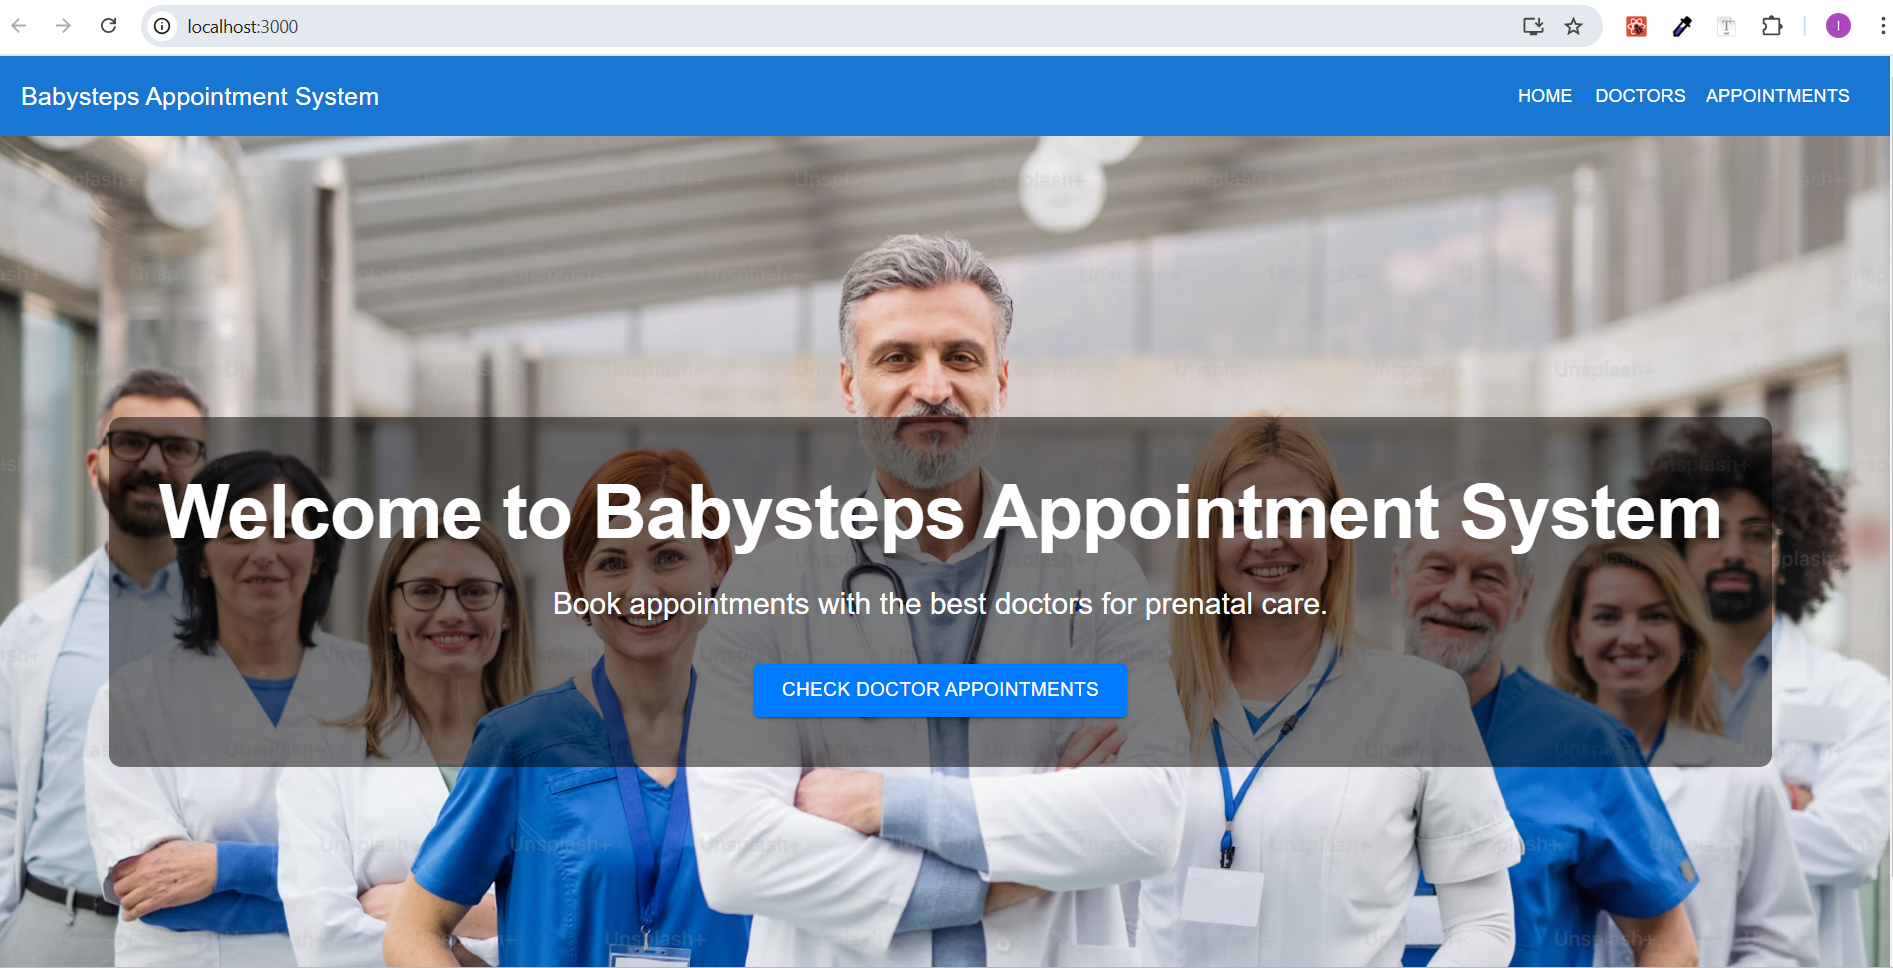 localhost:3000
I
Babysteps Appointment System
HOME DOCTORS APPOINTMENTS
Welcome to Babysteps Appointment System
Book appointments with the best doctors for prenatal care.
CHECK DOCTOR APPOINTMENTS
Unsplash+